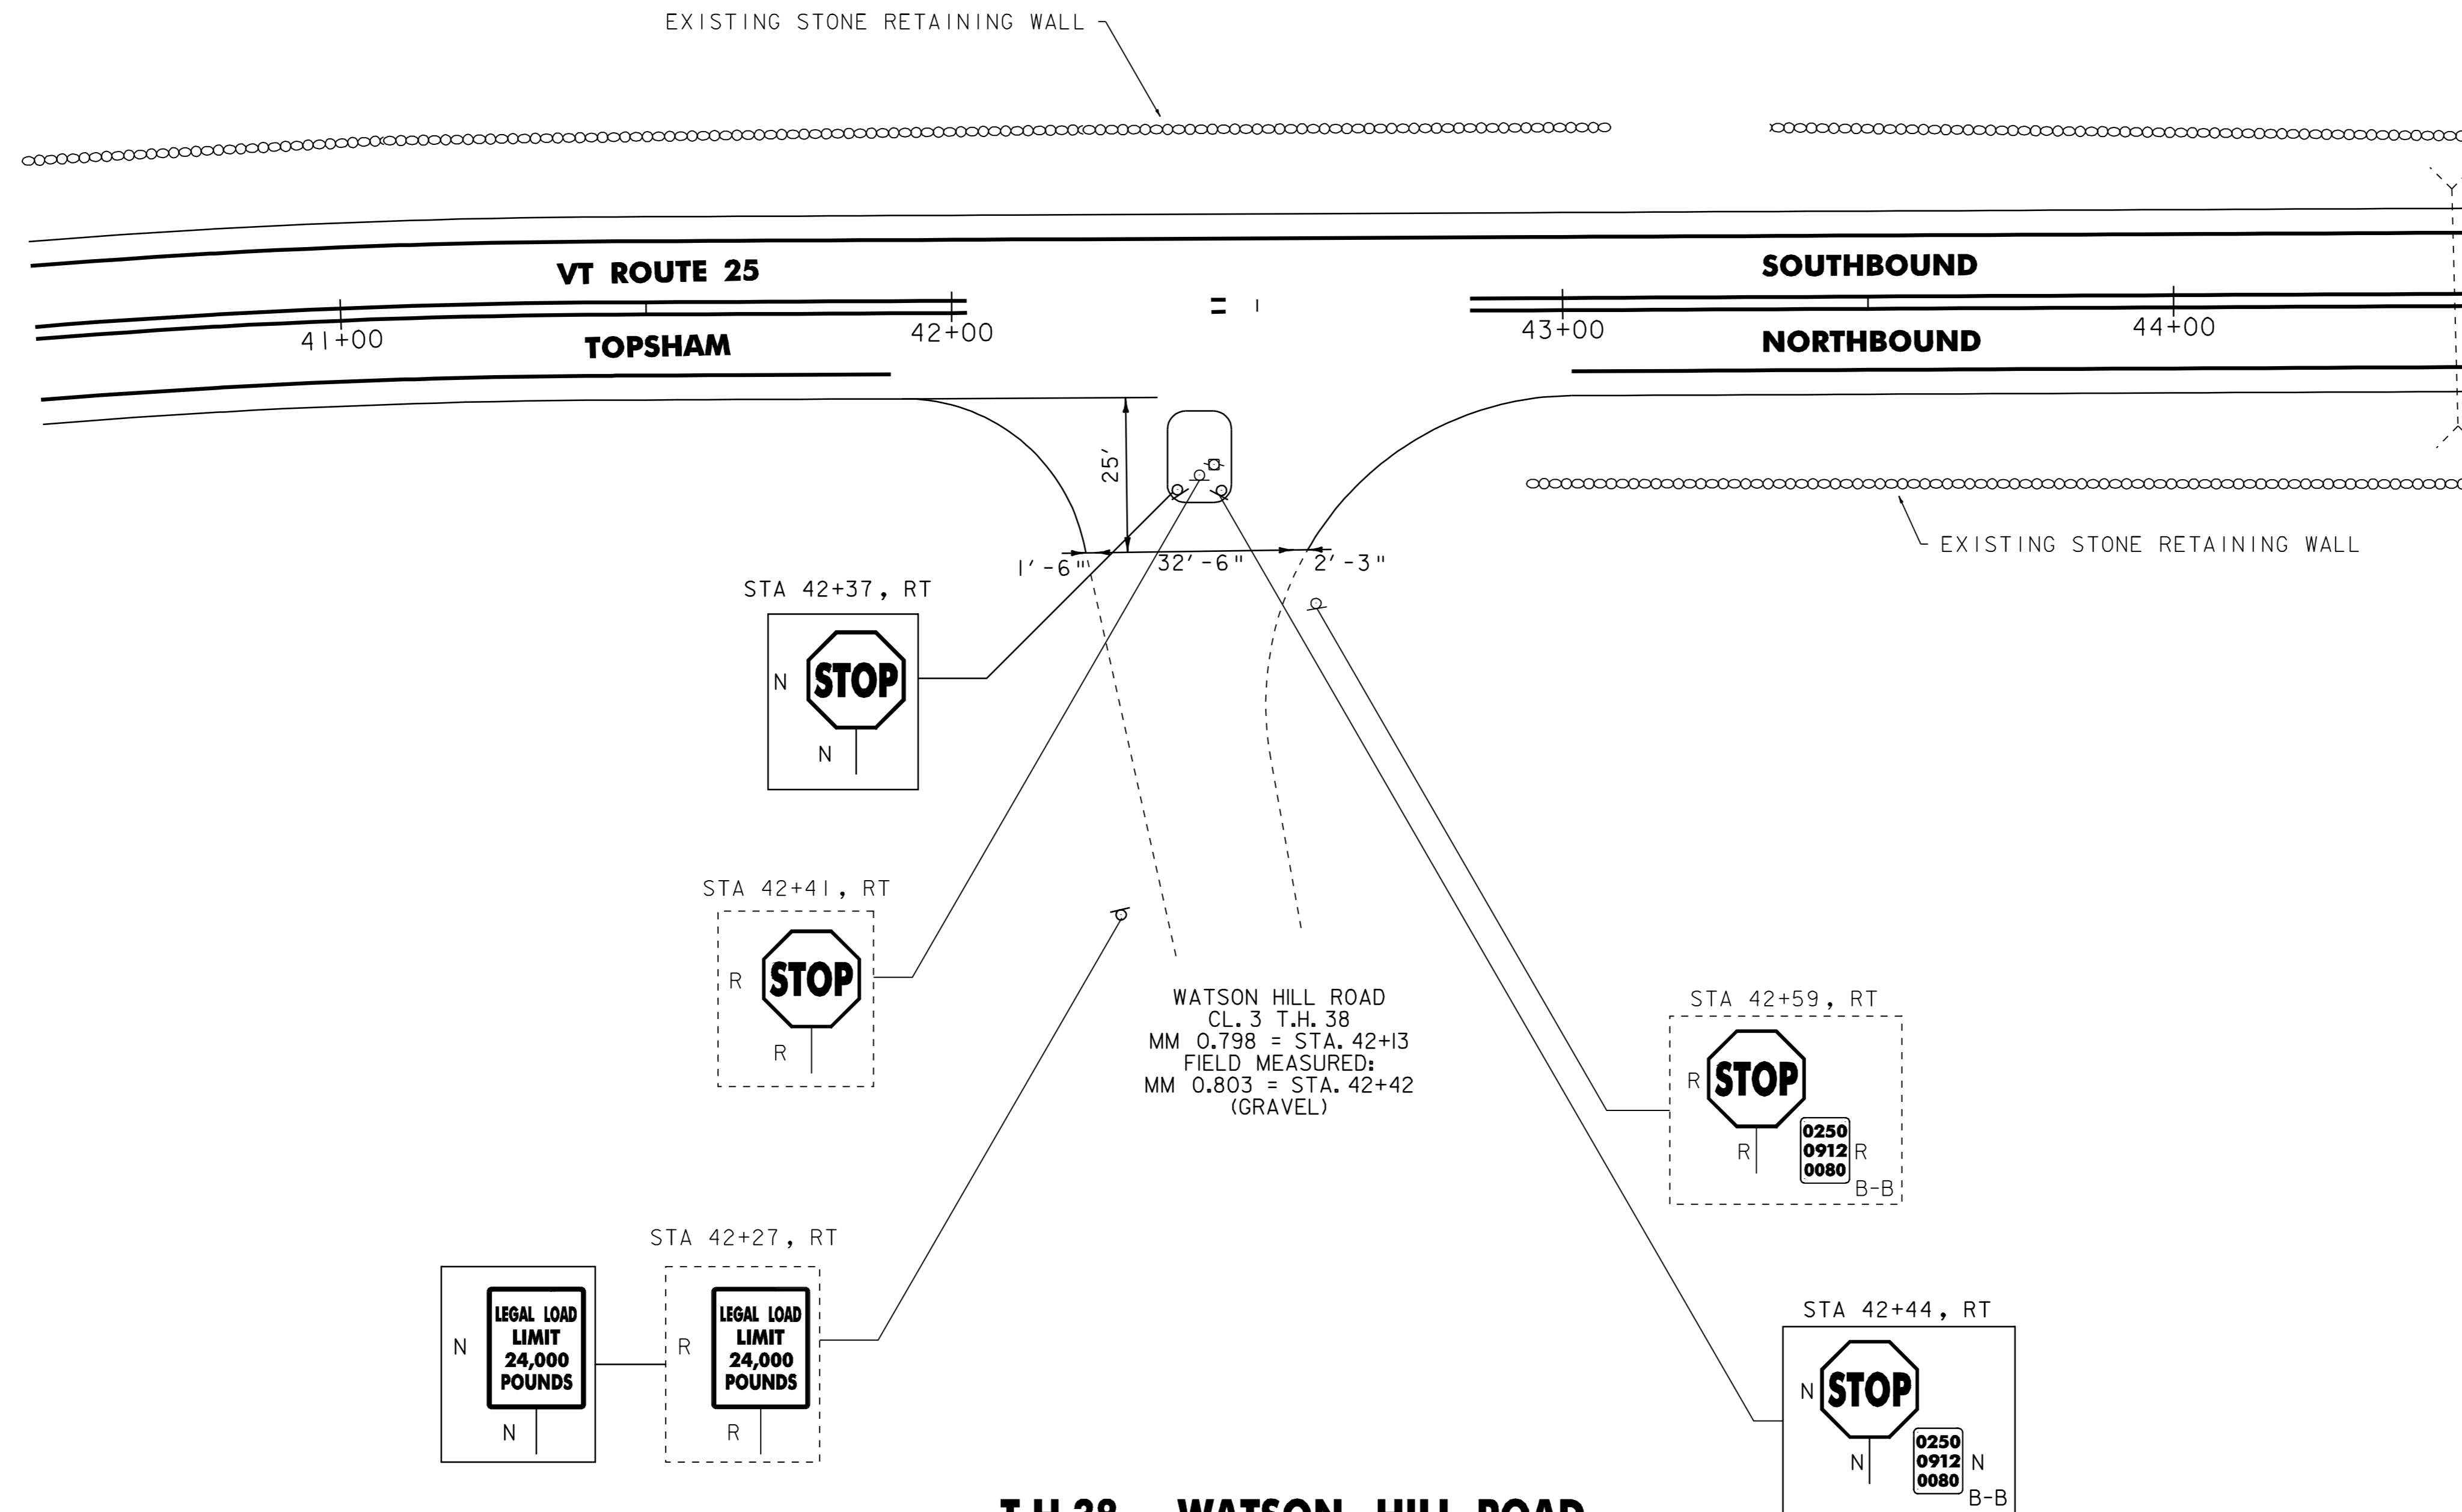 EXISTING STONE RETAINING WALL
VT ROUTE 25
SOUTHBOUND
41+00
42+00
43+00
44+00
TOPSHAM
NORTHBOUND
25'
1'-6"
32'-6"
2'-3"
EXISTING STONE RETAINING WALL
STA 42+37, RT
N
STOP
N
STA 42+41, RT
R
STOP
R
WATSON HILL ROAD
CL. 3 T.H. 38
MM 0.798 = STA. 42+13
FIELD MEASURED:
MM 0.803 = STA. 42+42
(GRAVEL)
STA 42+59, RT
R
STOP
R
0250
0912
0080
R
B-B
STA 42+27, RT
N
LEGAL LOAD
LIMIT
24,000
POUNDS
N
R
LEGAL LOAD
LIMIT
24,000
POUNDS
R
STA 42+44, RT
N
STOP
N
0250
0912
0080
N
B-B
T.H.38 WATSON HILL ROAD